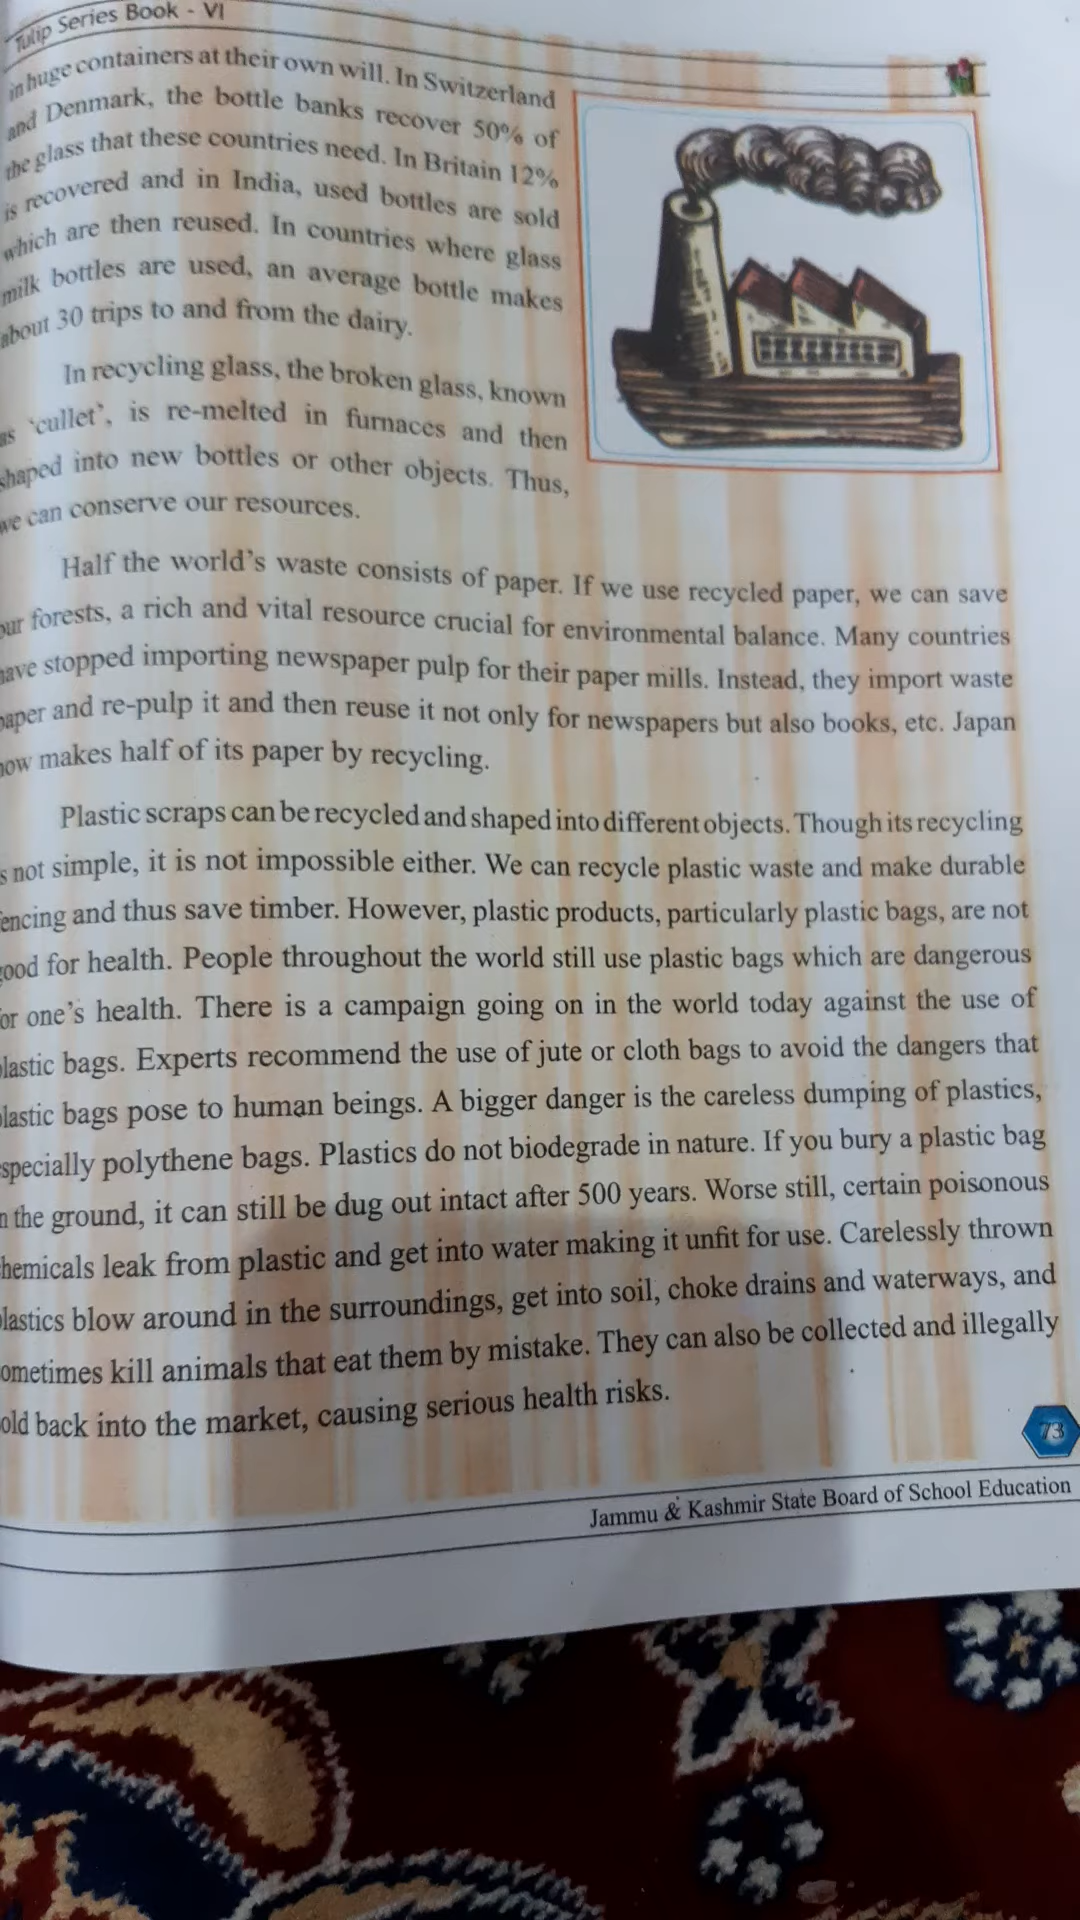 Tulip Series Book - VI
in huge containers at their own will. In Switzerland
and Denmark, the bottle banks recover 50% of
the glass that these countries need. In Britain 12%
is recovered and in India, used bottles are sold
which are then reused. In countries where glass
milk bottles are used, an average bottle makes
about 30 trips to and from the dairy.
In recycling glass, the broken glass, known
as 'cullet', is re-melted in furnaces and then
shaped into new bottles or other objects. Thus,
we can conserve our resources.
Half the world's waste consists of paper. If we use recycled paper, we can save
our forests, a rich and vital resource crucial for environmental balance. Many countries
have stopped importing newspaper pulp for their paper mills. Instead, they import waste
paper and re-pulp it and then reuse it not only for newspapers but also books, etc. Japan
now makes half of its paper by recycling.
Plastic scraps can be recycled and shaped into different objects. Though its recycling
s not simple, it is not impossible either. We can recycle plastic waste and make durable
encing and thus save timber. However, plastic products, particularly plastic bags, are not
good for health. People throughout the world still use plastic bags which are dangerous
or one's health. There is a campaign going on in the world today against the use of
lastic bags. Experts recommend the use of jute or cloth bags to avoid the dangers that
lastic bags pose to human beings. A bigger danger is the careless dumping of plastics,
specially polythene bags. Plastics do not biodegrade in nature. If you bury a plastic bag
n the ground, it can still be dug out intact after 500 years. Worse still, certain poisonous
hemicals leak from plastic and get into water making it unfit for use. Carelessly thrown
lastics blow around in the surroundings, get into soil, choke drains and waterways, and
ometimes kill animals that eat them by mistake. They can also be collected and illegally
old back into the market, causing serious health risks.
73
Jammu & Kashmir State Board of School Education